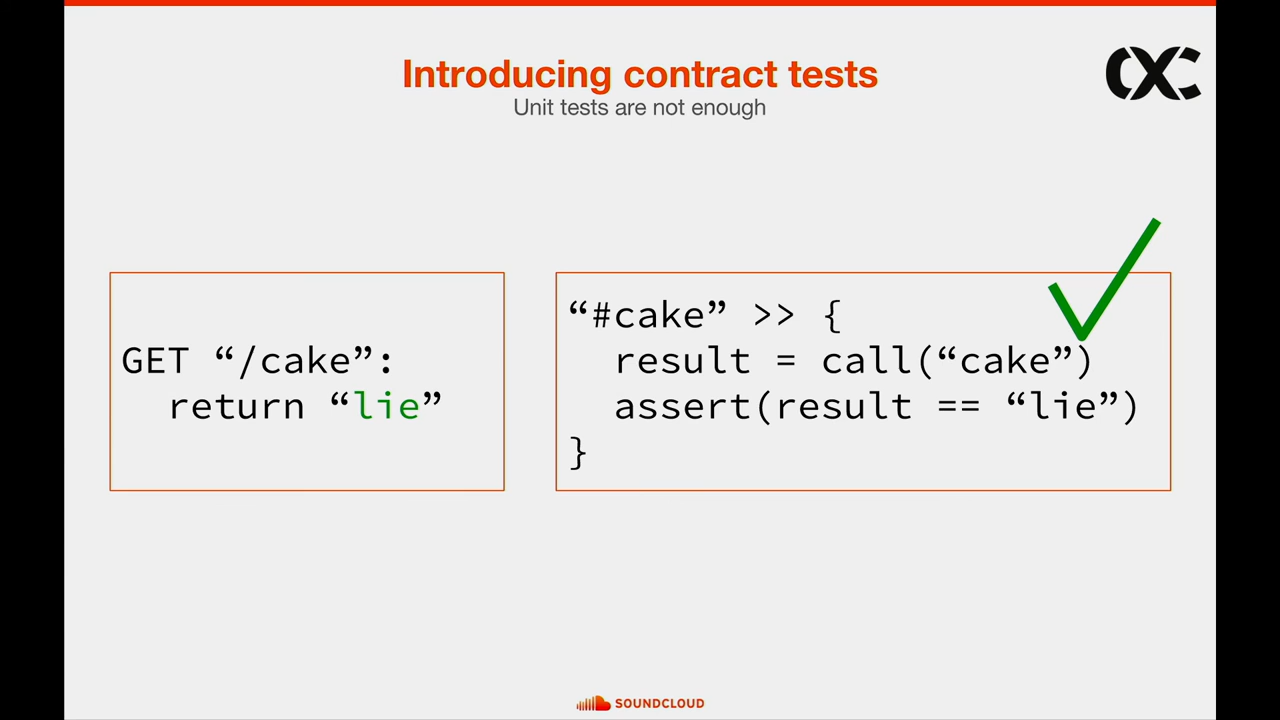 Introducing contract tests
Unit tests are not enough
GET “/cake”:
return “lie”
“#cake” >> {
result = call(“cake”)
assert(result == “lie”)
}
SOUNDCLOUD